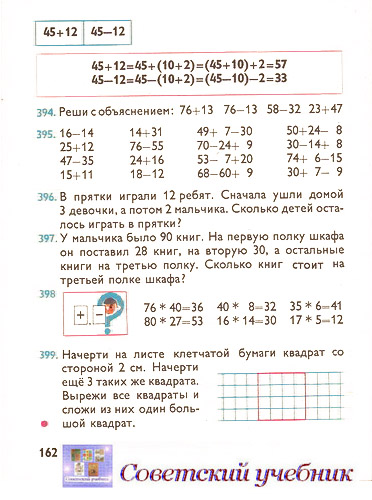 45+12 45−12
45+12=45+(10+2)=(45+10)+2=57
45−12=45−(10+2)=(45−10)−2=33
394. Реши с объяснением: 76+13 76−13 58−32 23+47
395. 16−14 14+31 49+ 7−30 50+24− 8
25+12 76−55 70−24+ 9 30−14+ 8
47−35 24+16 53− 7+20 74+ 6−15
15+11 18−12 68−60+ 9 30+ 7− 9
396. В прятки играли 12 ребят. Сначала ушли домой
3 девочки, а потом 2 мальчика. Сколько детей оста-
лось играть в прятки?
397. У мальчика было 90 книг. На первую полку шкафа
он поставил 28 книг, на вторую 30, а остальные
книги на третью полку. Сколько книг стоит на
третьей полке шкафа?
398
+ − ?
76 * 40=36 40 * 8=32 35 * 6=41
80 * 27=53 16 * 14=30 17 * 5=12
399. Начерти на листе клетчатой бумаги квадрат со
стороной 2 см. Начерти
ещё 3 таких же квадрата.
Вырежи все квадраты и
сложи из них один боль-
шой квадрат.
162
Советский учебник